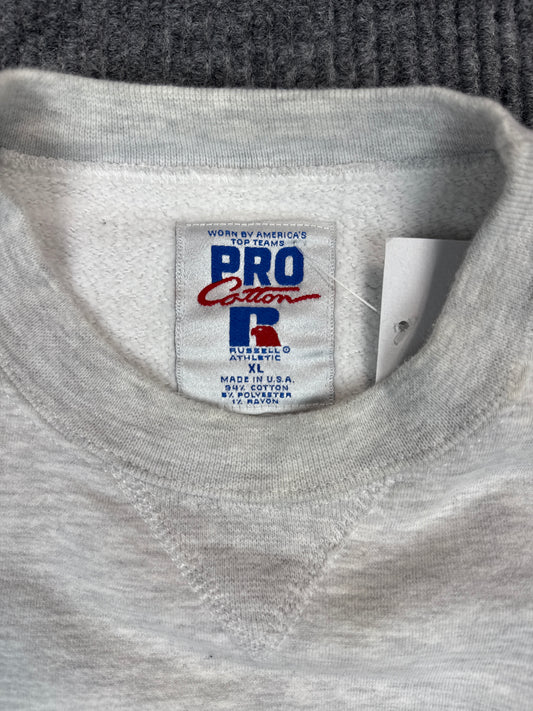 WORN BY AMERICA'S
TOP TEAMS
PRO
Cotton
R
RUSSELL®
ATHLETIC
XL
MADE IN U.S.A.
94% COTTON
5% POLYESTER
1% RAYON